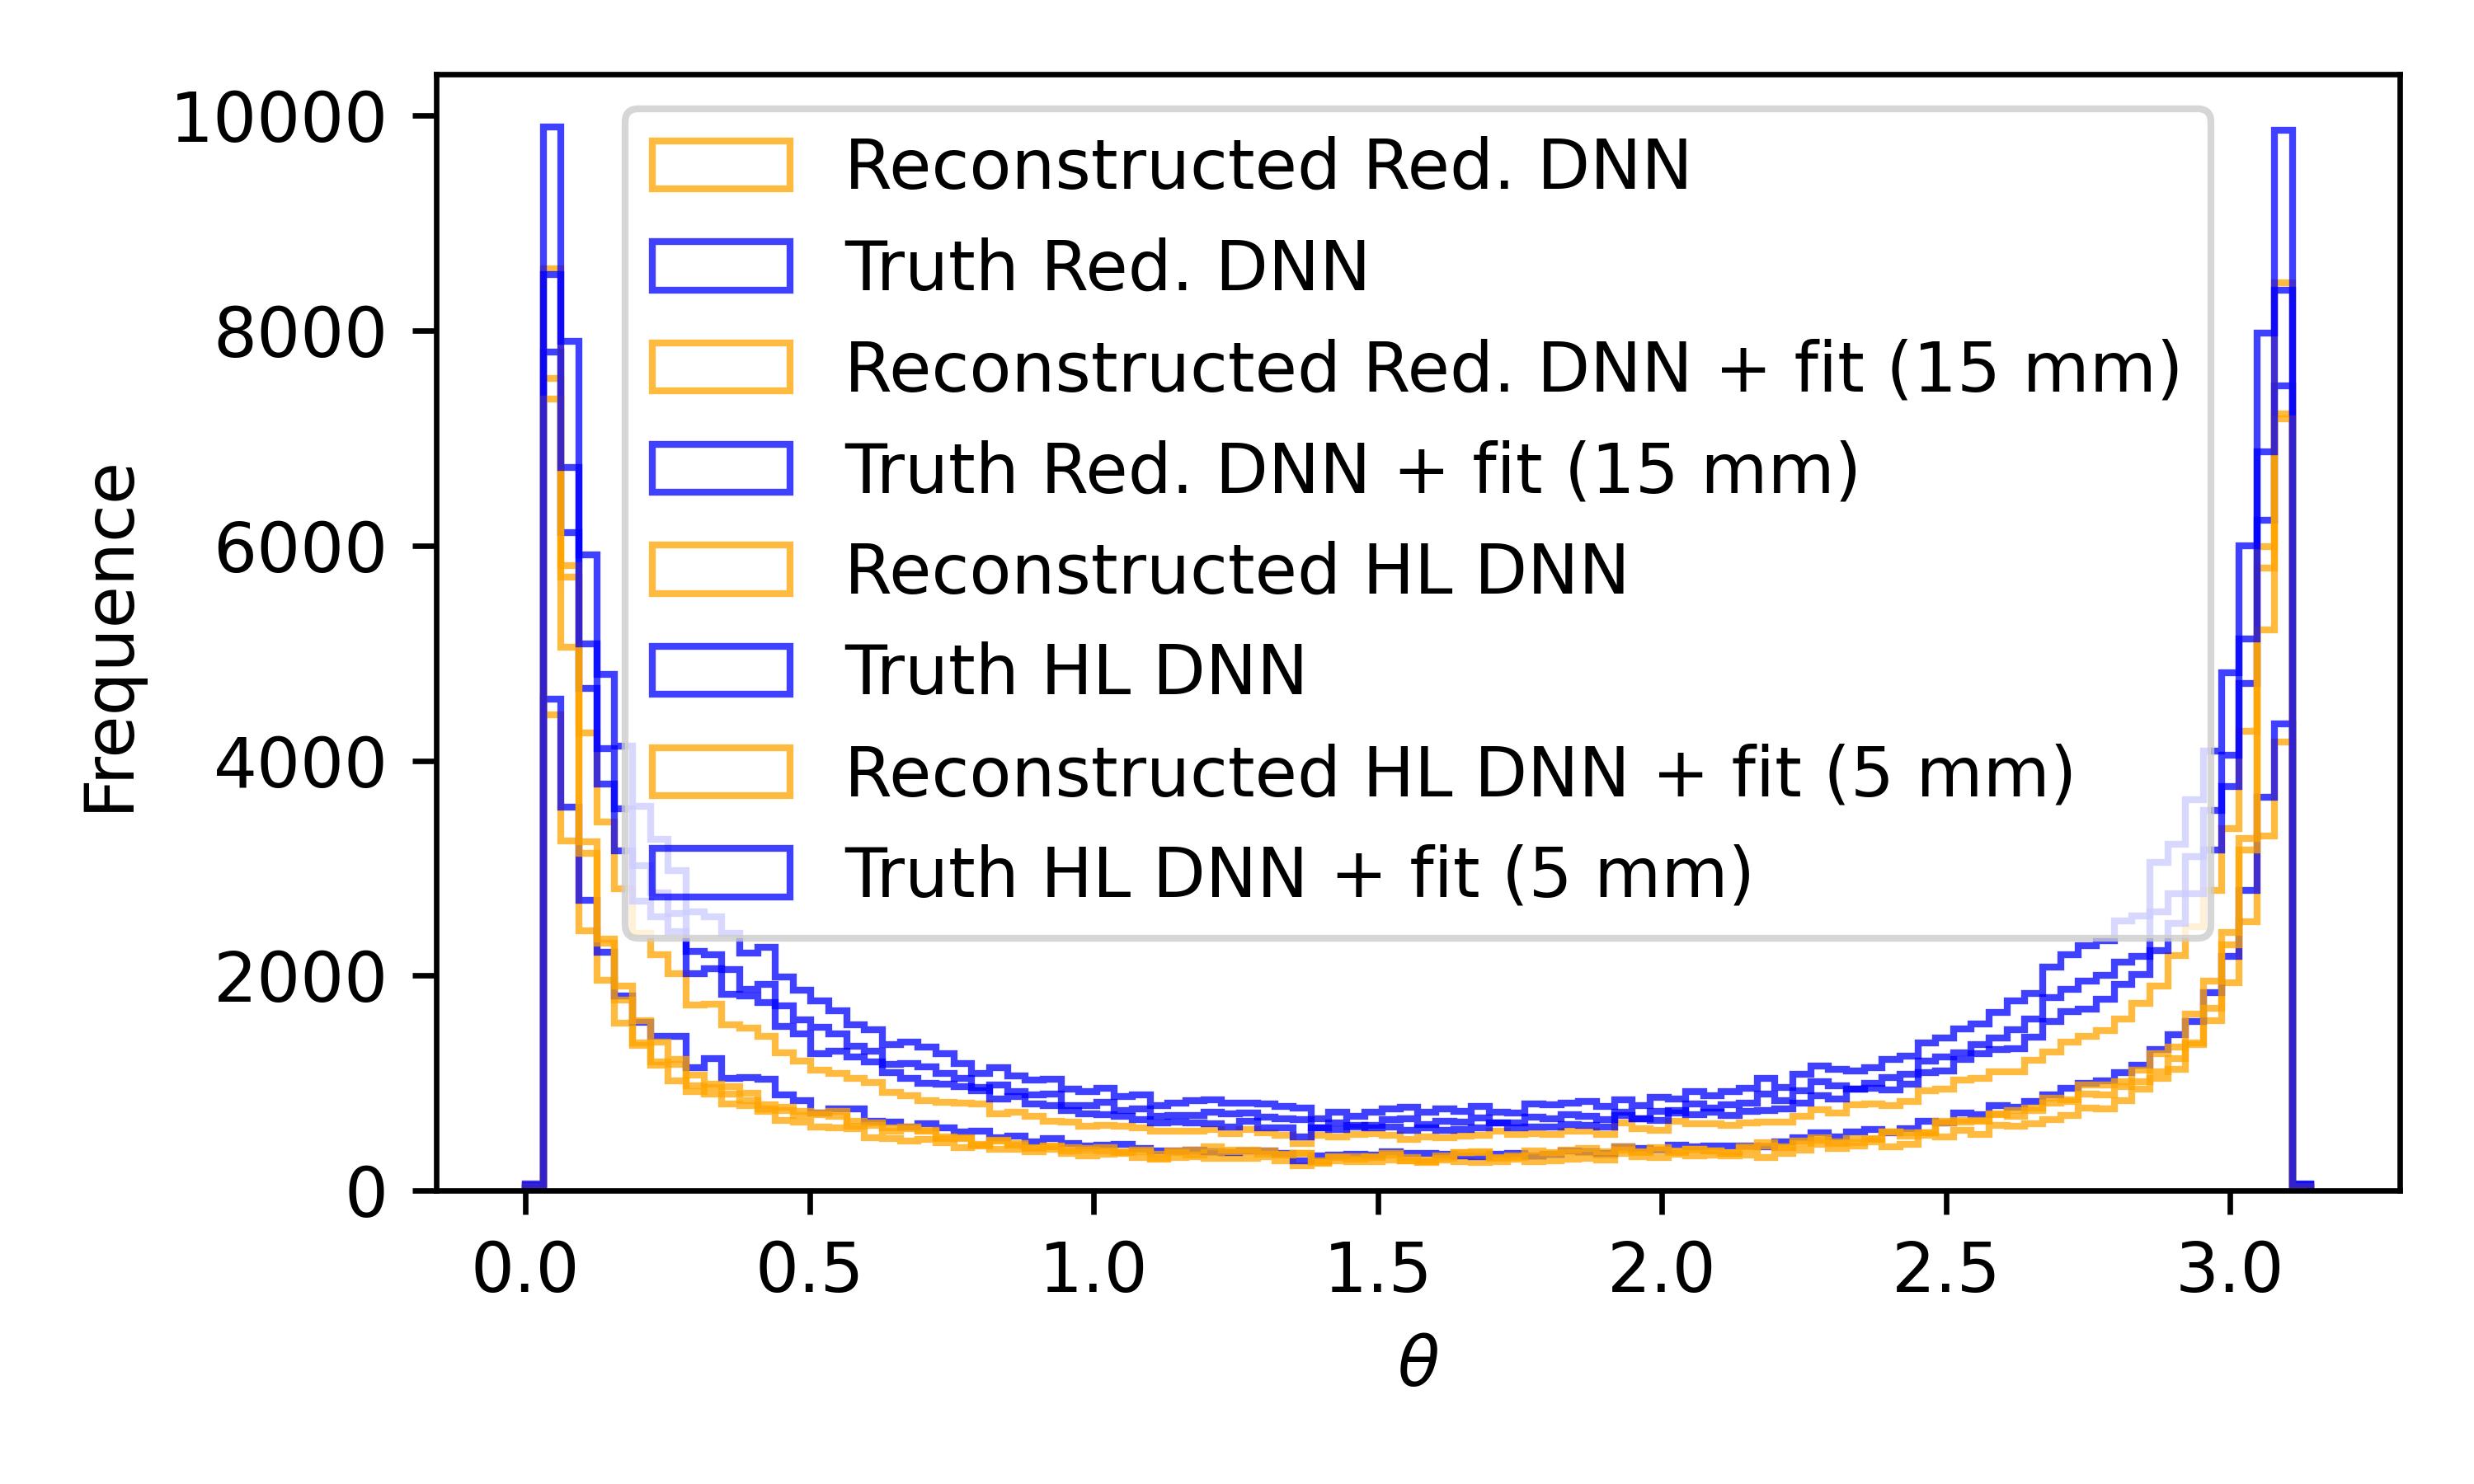 10000
8000
6000
4000
2000
0
Frequence
Reconstructed Red. DNN
Truth Red. DNN
Reconstructed Red. DNN + fit (15 mm)
Truth Red. DNN + fit (15 mm)
Reconstructed HL DNN
Truth HL DNN
Reconstructed HL DNN + fit (5 mm)
Truth HL DNN + fit (5 mm)
0.0 0.5 1.0 1.5 2.0 2.5 3.0
θ